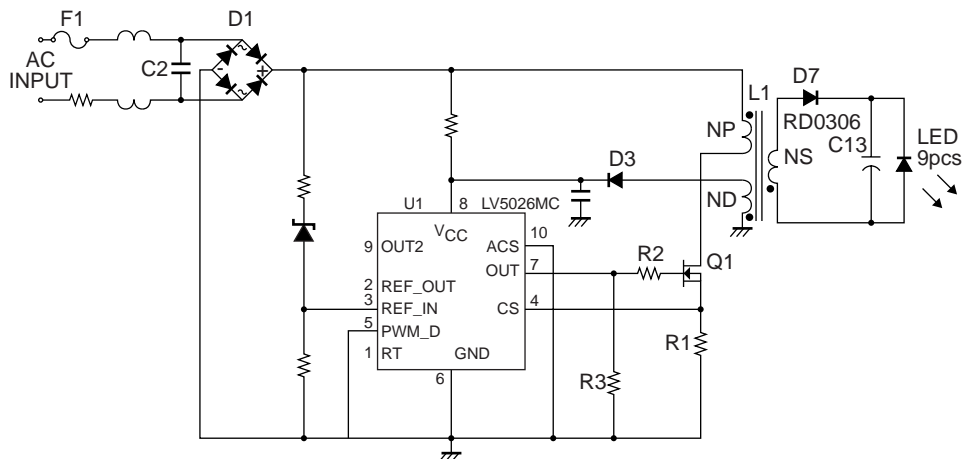 F1
D1
AC
INPUT
C2
~
~
-
+
L1
D7
NP
RD0306
C13
LED
9pcs
NS
D3
ND
U1
8
LV5026MC
VCC
10
9
OUT2
ACS
7
OUT
R2
Q1
2
REF_OUT
3
REF_IN
4
CS
5
PWM_D
1
RT
GND
R1
6
R3